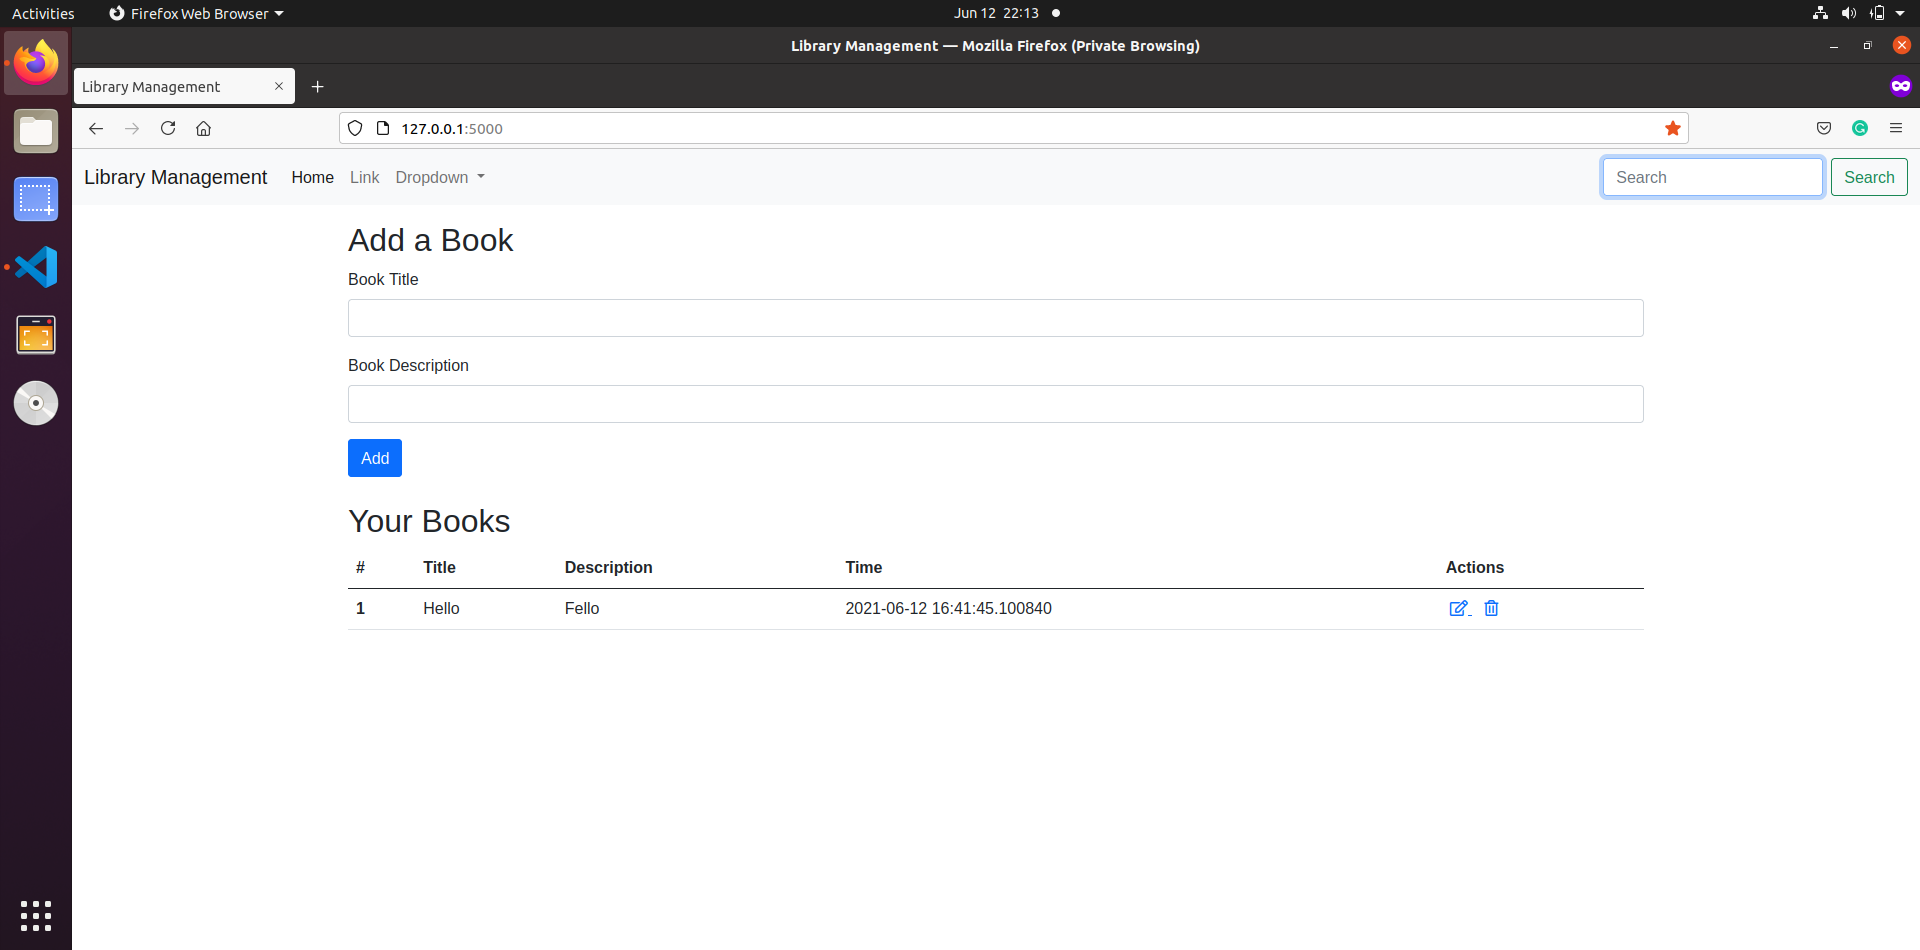 Activities Firefox Web Browser Jun 12 22:13
Library Management — Mozilla Firefox (Private Browsing)
Library Management
127.0.0.1:5000
Library Management Home Link Dropdown Search Search
Add a Book
Book Title
Book Description
Add
Your Books
# Title Description Time Actions
1 Hello Fello 2021-06-12 16:41:45.100840